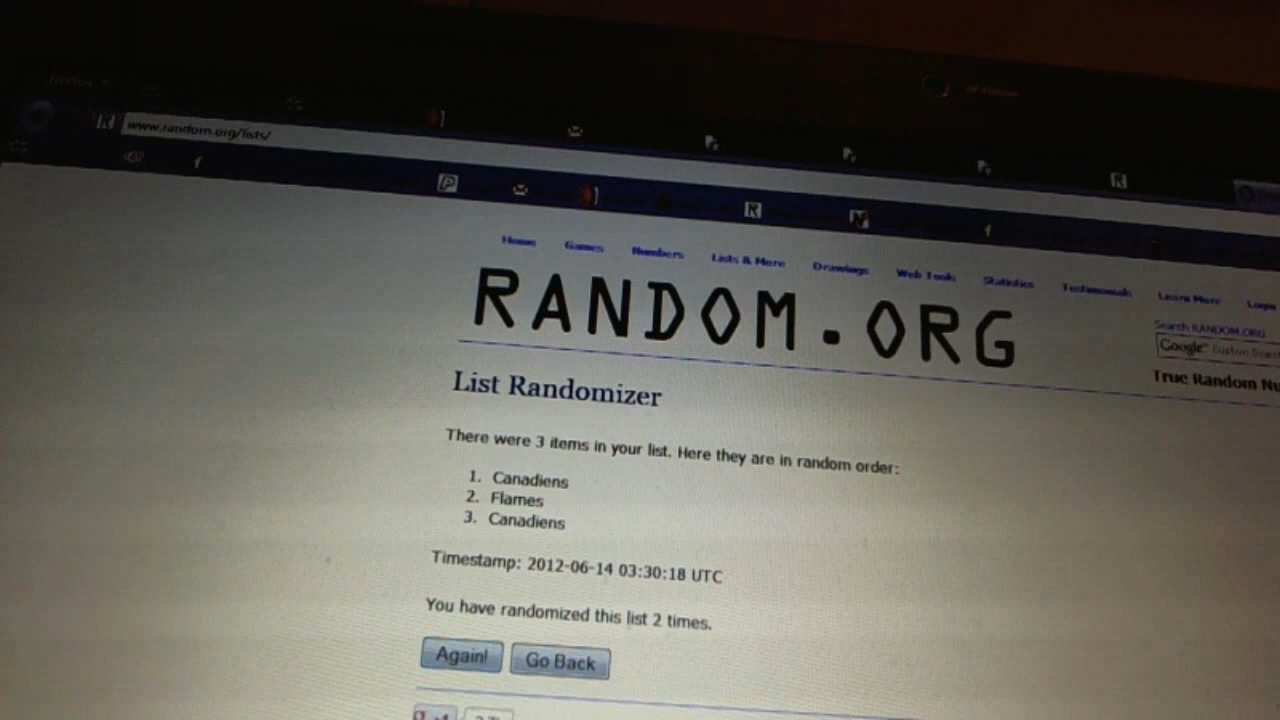 www.random.org/lists/
Home Games Numbers Lists & More Drawings Web Tools Statistics Testimonials Learn More Login
RANDOM.ORG
Search RANDOM.ORG
Google™ Custom Sear
True Random Nu
List Randomizer
There were 3 items in your list. Here they are in random order:
1. Canadiens
2. Flames
3. Canadiens
Timestamp: 2012-06-14 03:30:18 UTC
You have randomized this list 2 times.
Again! Go Back